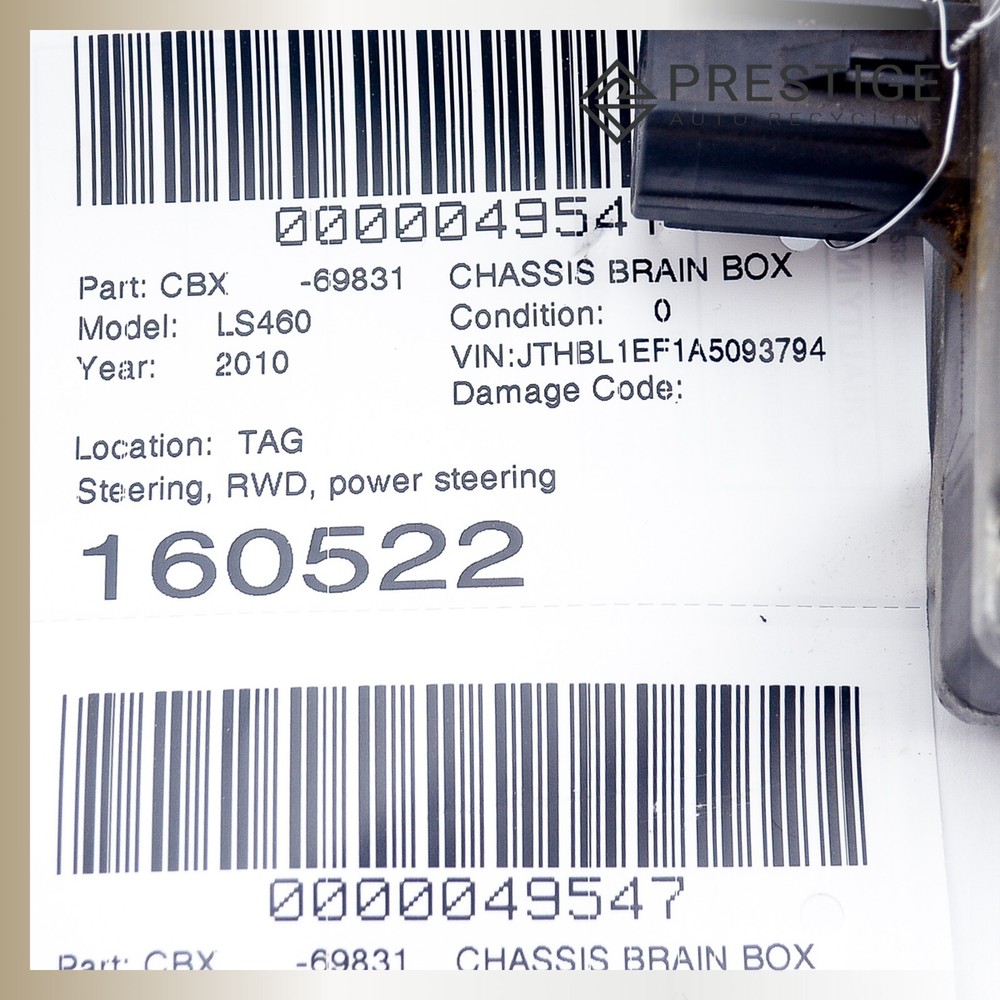 PRESTIGE
AUTO RECYCLING
000004954
Part: CBX -69831 CHASSIS BRAIN BOX
Model: LS460 Condition: 0
Year: 2010 VIN:JTHBL1EF1A5093794
Damage Code:
Location: TAG
Steering, RWD, power steering
160522
0000049547
Part: CBX -69831 CHASSIS BRAIN BOX